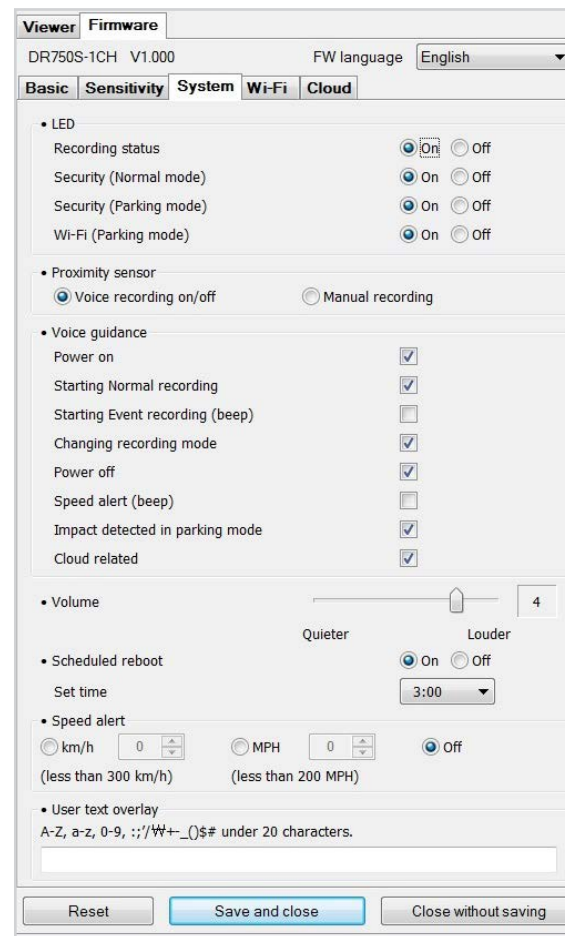 Viewer Firmware
DR750S-1CH V1.000 FW language English
Basic Sensitivity System Wi-Fi Cloud
• LED
Recording status On Off
Security (Normal mode) On Off
Security (Parking mode) On Off
Wi-Fi (Parking mode) On Off
• Proximity sensor
Voice recording on/off Manual recording
• Voice guidance
Power on
Starting Normal recording
Starting Event recording (beep)
Changing recording mode
Power off
Speed alert (beep)
Impact detected in parking mode
Cloud related
• Volume 4
Quieter Louder
• Scheduled reboot On Off
Set time 3:00
• Speed alert
km/h 0 MPH 0 Off
(less than 300 km/h) (less than 200 MPH)
• User text overlay
A-Z, a-z, 0-9, :;'/₩+-_()$# under 20 characters.
Reset Save and close Close without saving